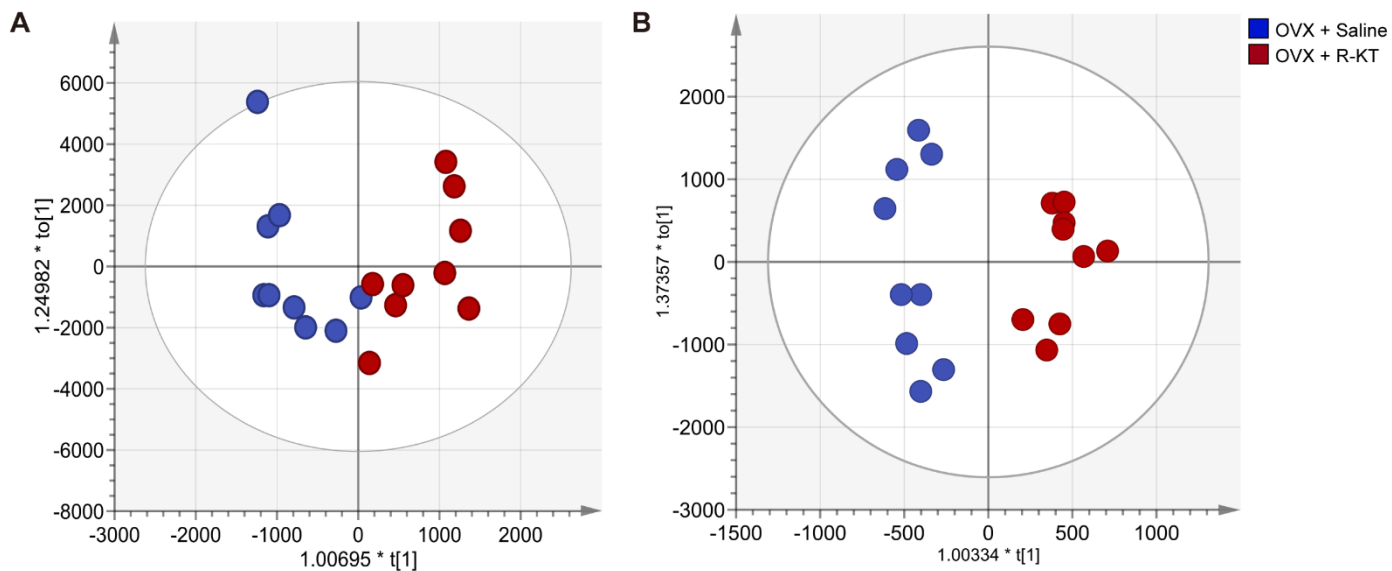 A
6000
4000
2000
0
-2000
-4000
-6000
-8000
-3000 -2000 -1000 0 1000 2000
1.24982 * to[1]
1.00695 * t[1]
B
2000
1000
0
-1000
-2000
-3000
-1500 -1000 -500 0 500 1000
1.37357 * to[1]
1.00334 * t[1]
OVX + Saline
OVX + R-KT